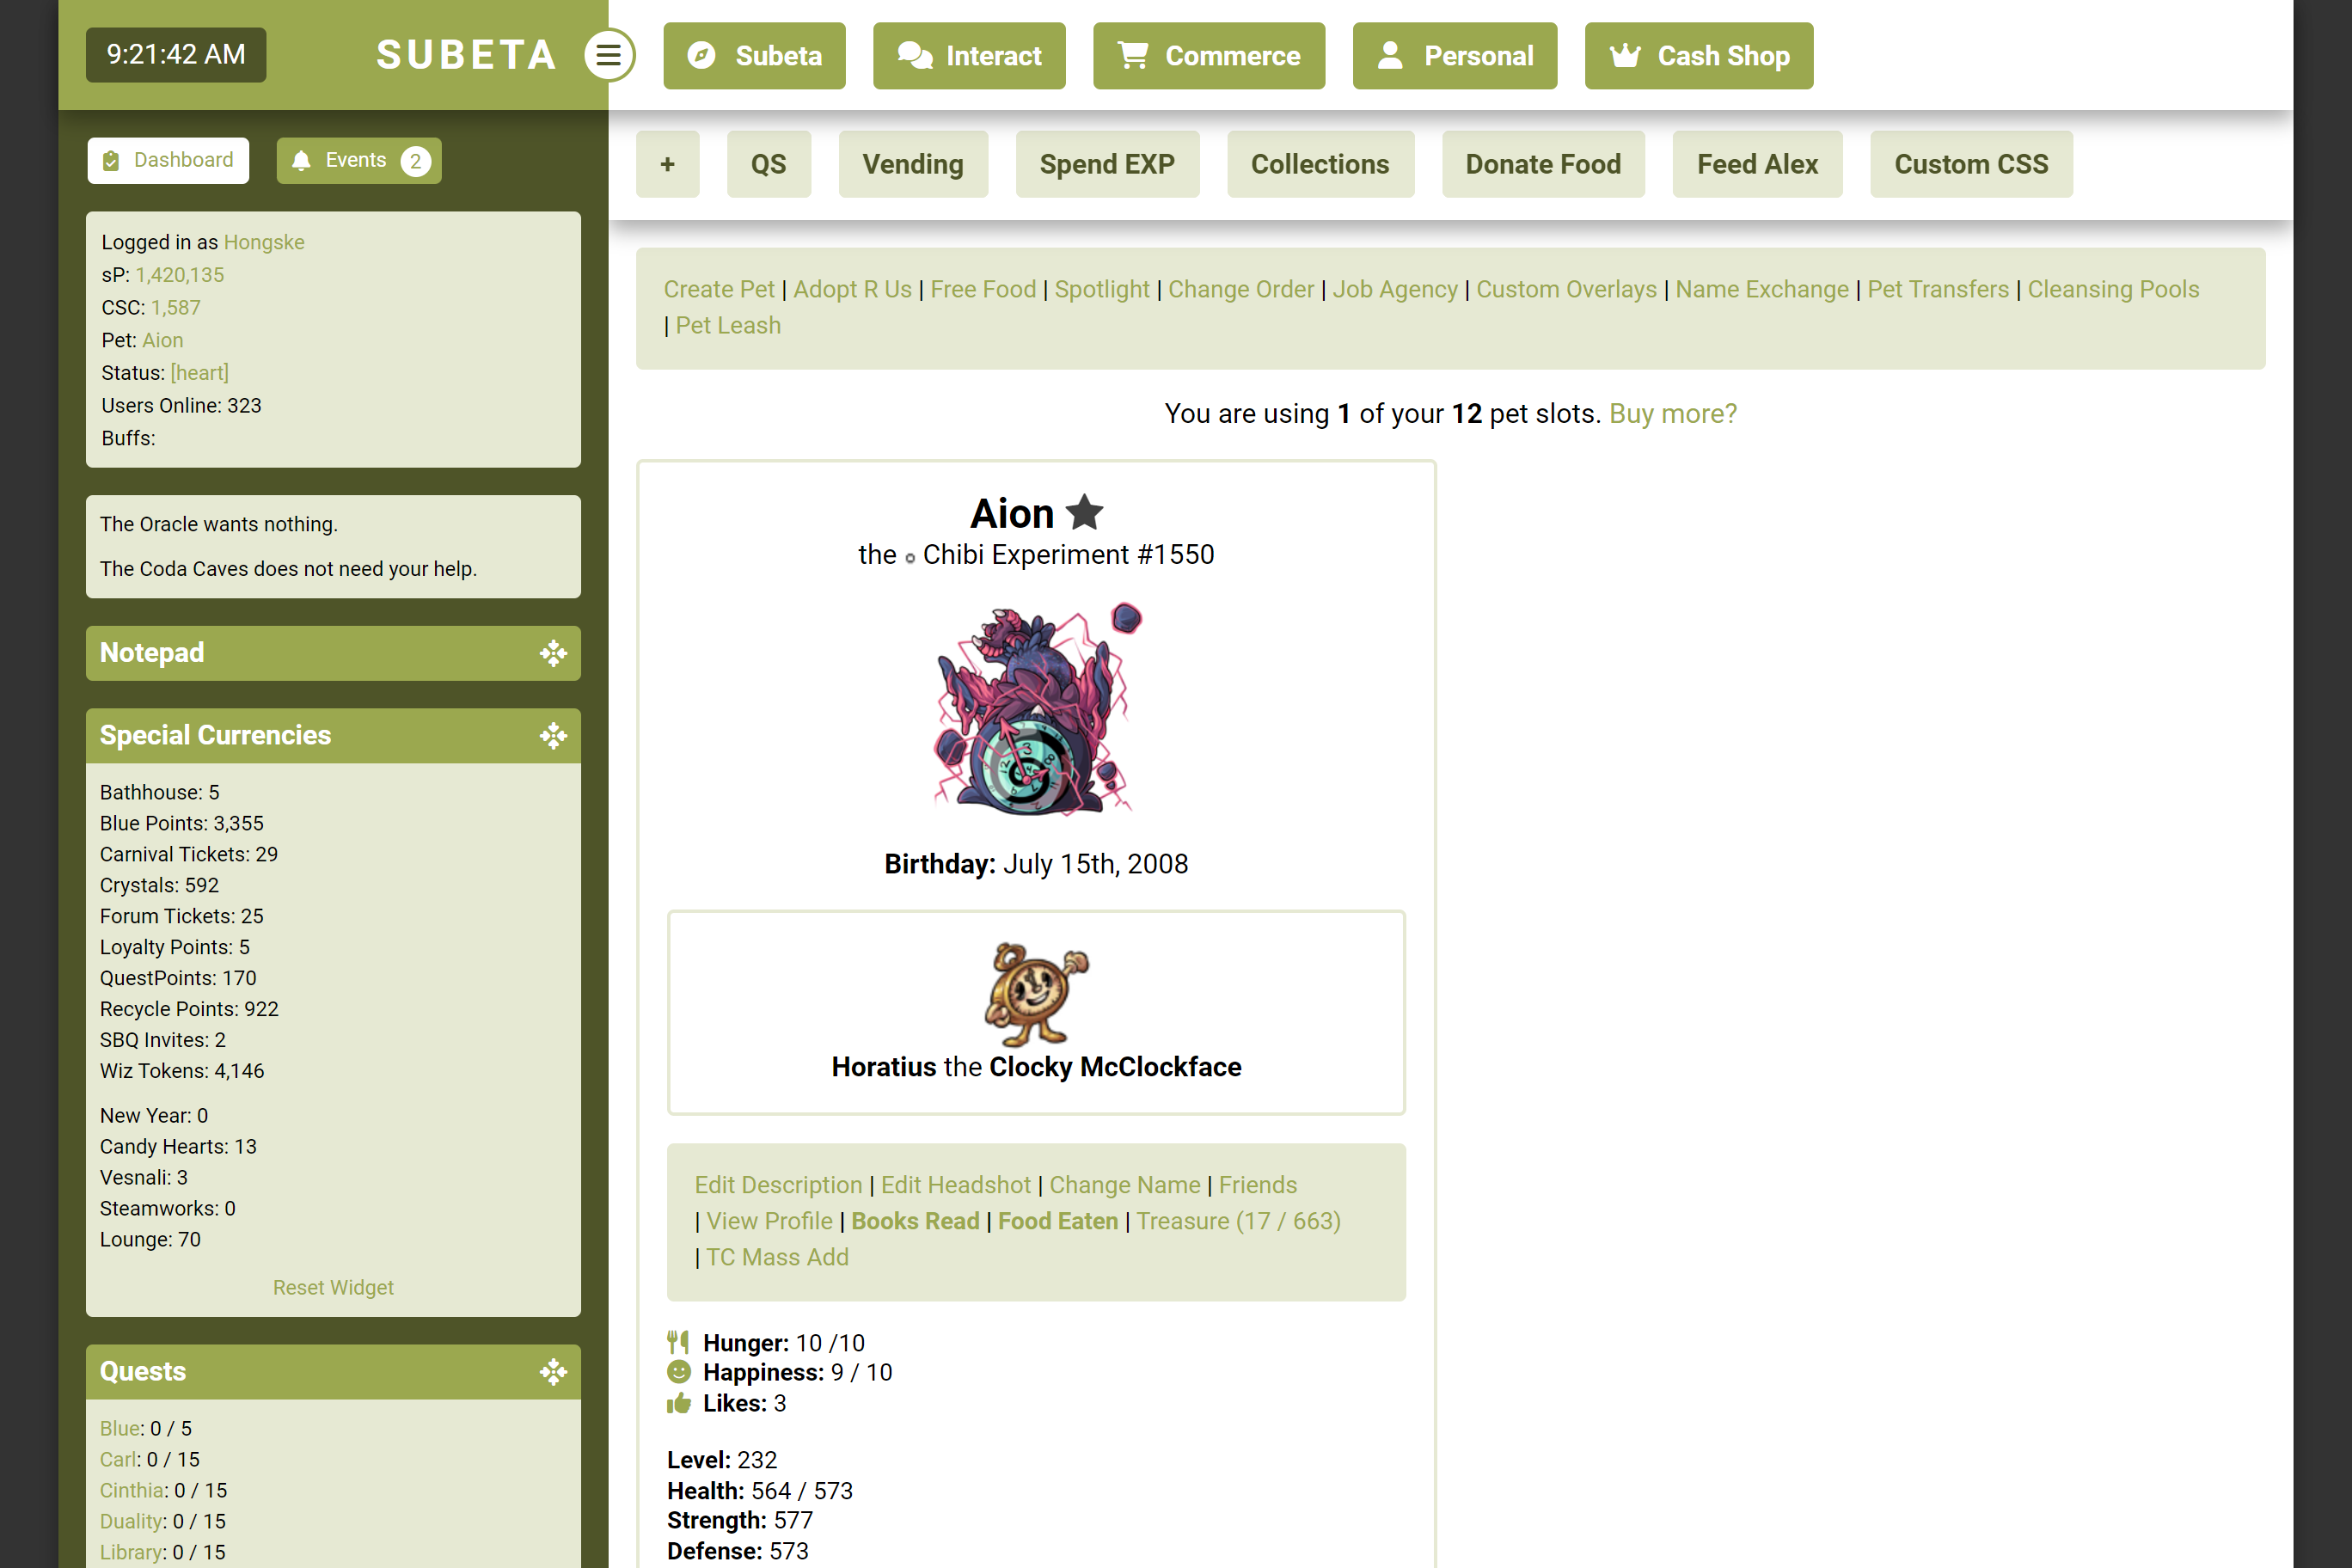 9:21:42 AM
SUBETA
Subeta
Interact
Commerce
Personal
Cash Shop
Dashboard
Events 2
+
QS
Vending
Spend EXP
Collections
Donate Food
Feed Alex
Custom CSS
Logged in as Hongske
sP: 1,420,135
CSC: 1,587
Pet: Aion
Status: [heart]
Users Online: 323
Buffs:
The Oracle wants nothing.
The Coda Caves does not need your help.
Notepad
Special Currencies
Bathhouse: 5
Blue Points: 3,355
Carnival Tickets: 29
Crystals: 592
Forum Tickets: 25
Loyalty Points: 5
QuestPoints: 170
Recycle Points: 922
SBQ Invites: 2
Wiz Tokens: 4,146
New Year: 0
Candy Hearts: 13
Vesnali: 3
Steamworks: 0
Lounge: 70
Reset Widget
Quests
Blue: 0 / 5
Carl: 0 / 15
Cinthia: 0 / 15
Duality: 0 / 15
Library: 0 / 15
Create Pet | Adopt R Us | Free Food | Spotlight | Change Order | Job Agency | Custom Overlays | Name Exchange | Pet Transfers | Cleansing Pools
| Pet Leash
You are using 1 of your 12 pet slots. Buy more?
Aion
the Chibi Experiment #1550
Birthday: July 15th, 2008
Horatius the Clocky McClockface
Edit Description | Edit Headshot | Change Name | Friends
| View Profile | Books Read | Food Eaten | Treasure (17 / 663)
| TC Mass Add
Hunger: 10 /10
Happiness: 9 / 10
Likes: 3
Level: 232
Health: 564 / 573
Strength: 577
Defense: 573